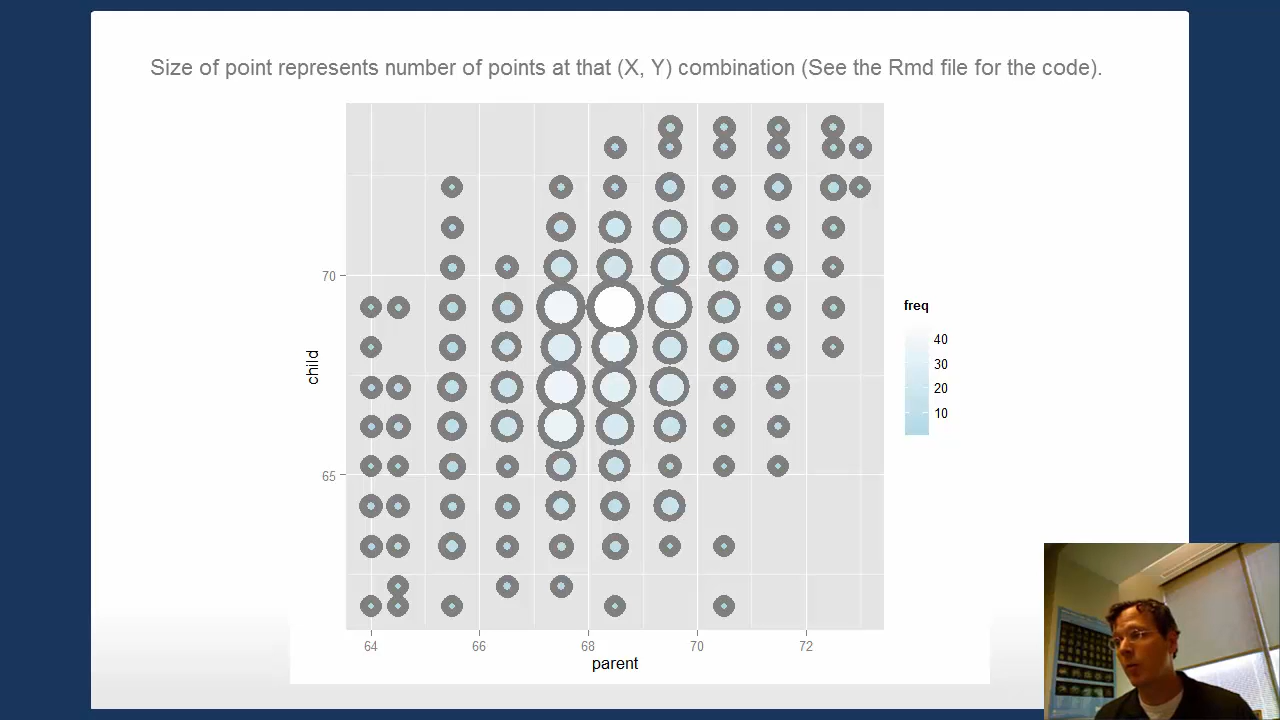 Size of point represents number of points at that (X, Y) combination (See the Rmd file for the code).
70
65
child
64 66 68 70 72
parent
freq
40
30
20
10